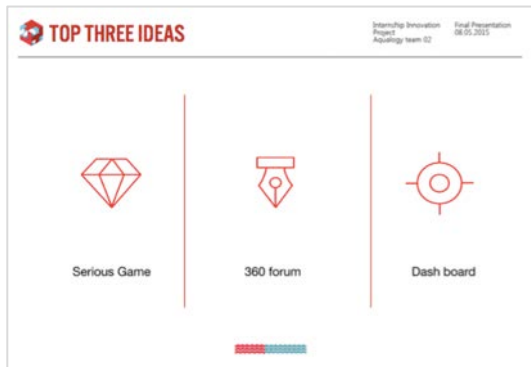 TOP THREE IDEAS
Internship Innovation
Project
Aqualogy team 02
Final Presentation
08.05.2015
Serious Game
360 forum
Dash board